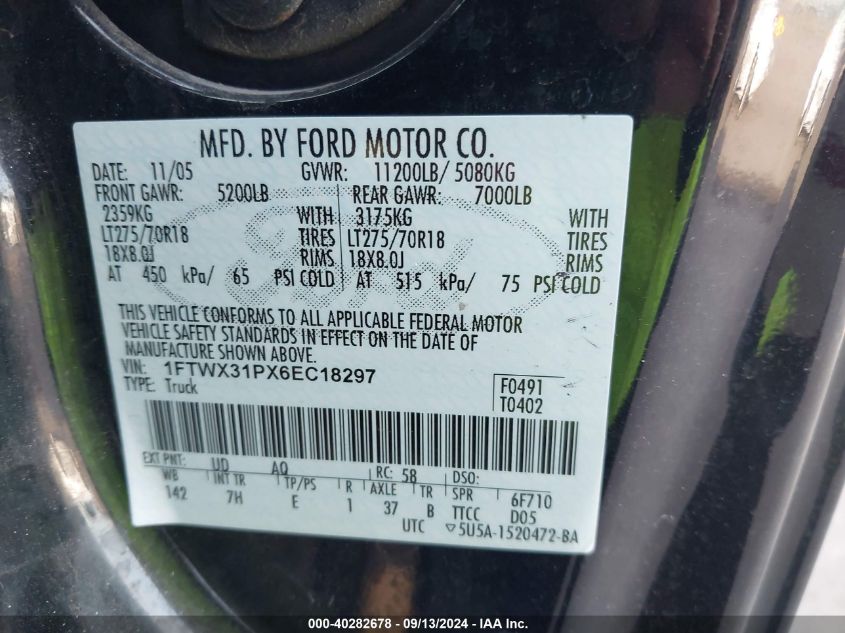 MFD. BY FORD MOTOR CO.
DATE: 11/05 GVWR: 11200LB/ 5080KG
FRONT GAWR: 5200LB REAR GAWR: 7000LB
2359KG WITH 3175KG WITH
LT275/70R18 TIRES LT275/70R18 TIRES
18X8.0J RIMS 18X8.0J RIMS
AT 450 kPa/ 65 PSI COLD AT 515 kPa/ 75 PSI COLD
THIS VEHICLE CONFORMS TO ALL APPLICABLE FEDERAL MOTOR
VEHICLE SAFETY STANDARDS IN EFFECT ON THE DATE OF
MANUFACTURE SHOWN ABOVE.
VIN: 1FTWX31PX6EC18297
TYPE: Truck
F0491
T0402
EXT PNT: UD AQ RC: 58 DSO:
WB INT TR TP/PS R AXLE TR SPR 6F710
142 7H E 1 37 B TTCC D05
UTC 5U5A-1520472-BA
000-40282678 - 09/13/2024 - IAAI.COM